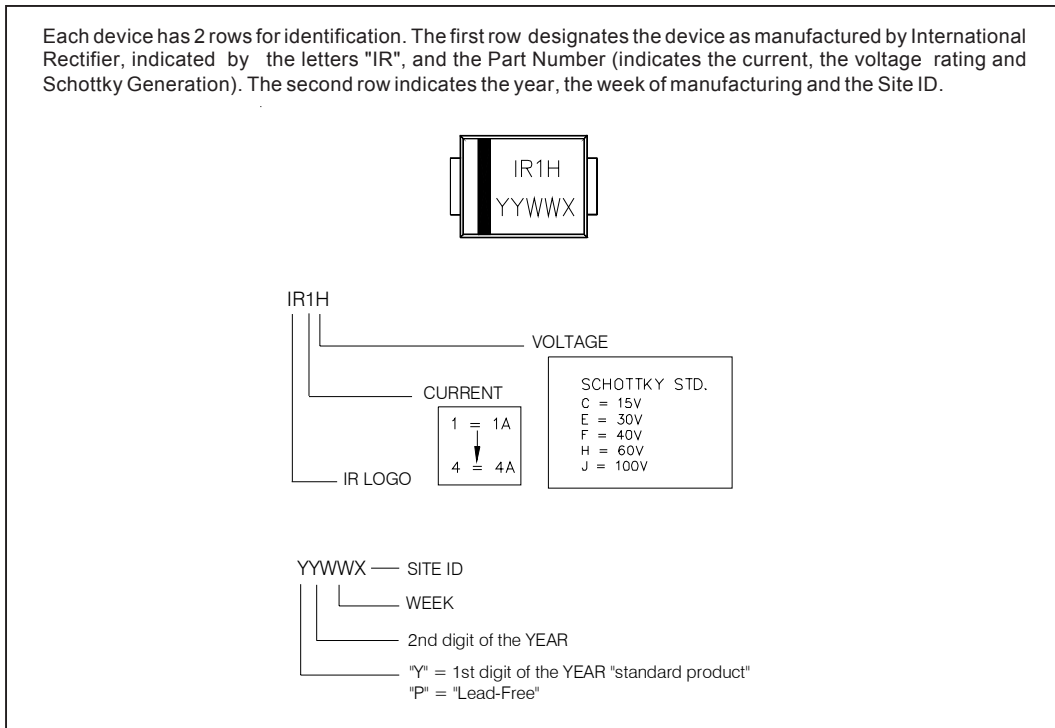 Each device has 2 rows for identification. The first row designates the device as manufactured by International
Rectifier, indicated by the letters "IR", and the Part Number (indicates the current, the voltage rating and
Schottky Generation). The second row indicates the year, the week of manufacturing and the Site ID.
IR1H
YYWWX
IR1H
VOLTAGE
SCHOTTKY STD.
C = 15V
E = 30V
F = 40V
H = 60V
J = 100V
CURRENT
1 = 1A
4 = 4A
IR LOGO
YYWWX
SITE ID
WEEK
2nd digit of the YEAR
"Y" = 1st digit of the YEAR "standard product"
"P" = "Lead-Free"